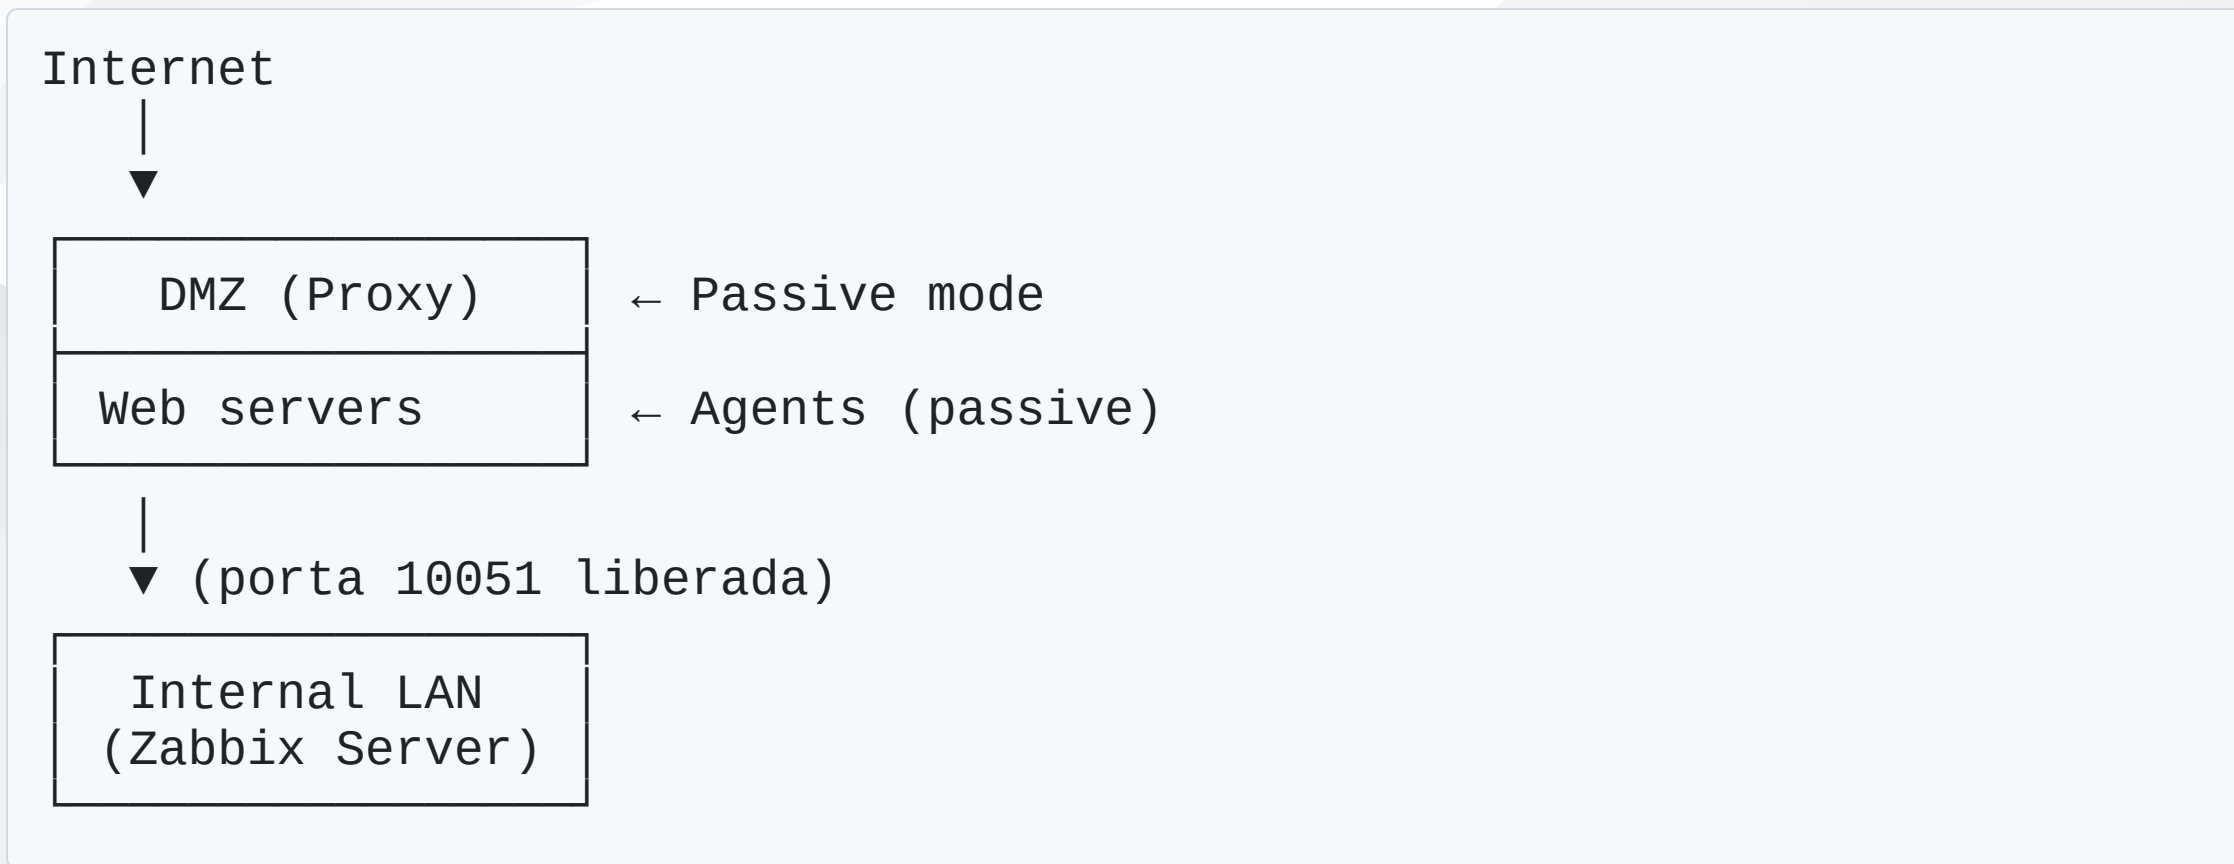 Internet
DMZ (Proxy) ← Passive mode
Web servers ← Agents (passive)
(porta 10051 liberada)
Internal LAN
(Zabbix Server)